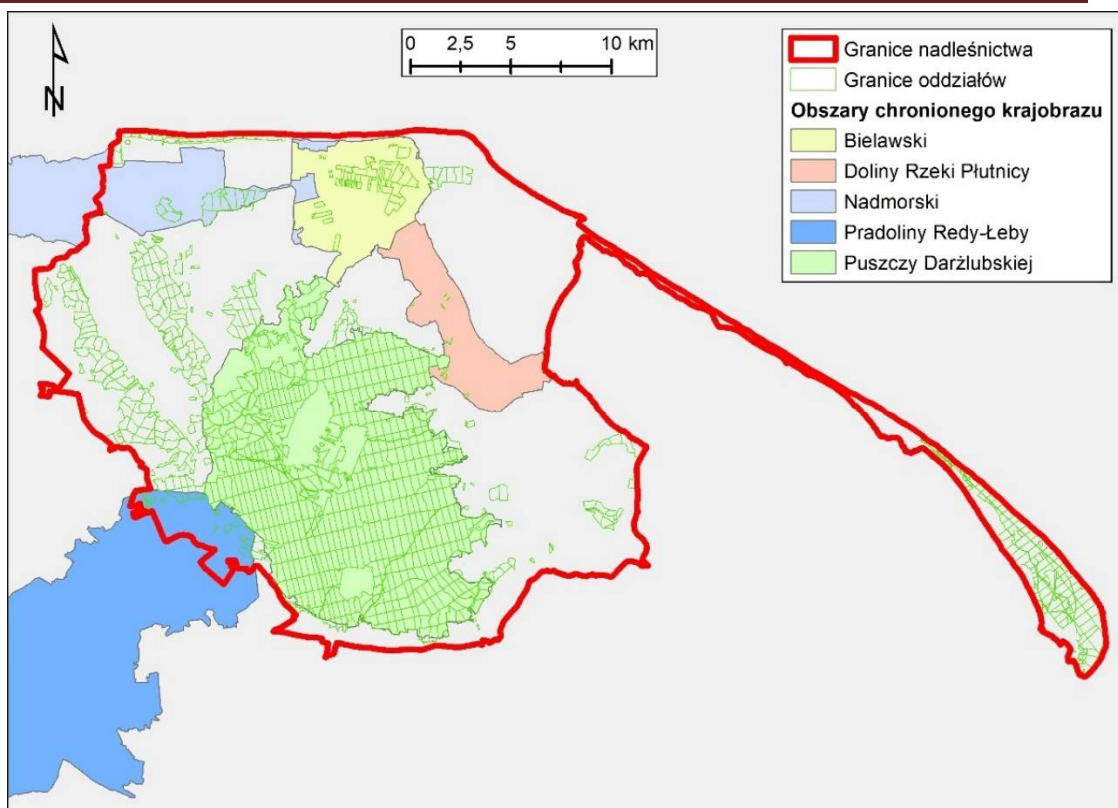 N
0 2,5 5 10 km
Granice nadleśnictwa
Granice oddziałów
Obszary chronionego krajobrazu
Bielawski
Doliny Rzeki Płutnicy
Nadmorski
Pradoliny Redy-Łeby
Puszczy Darżlubskiej